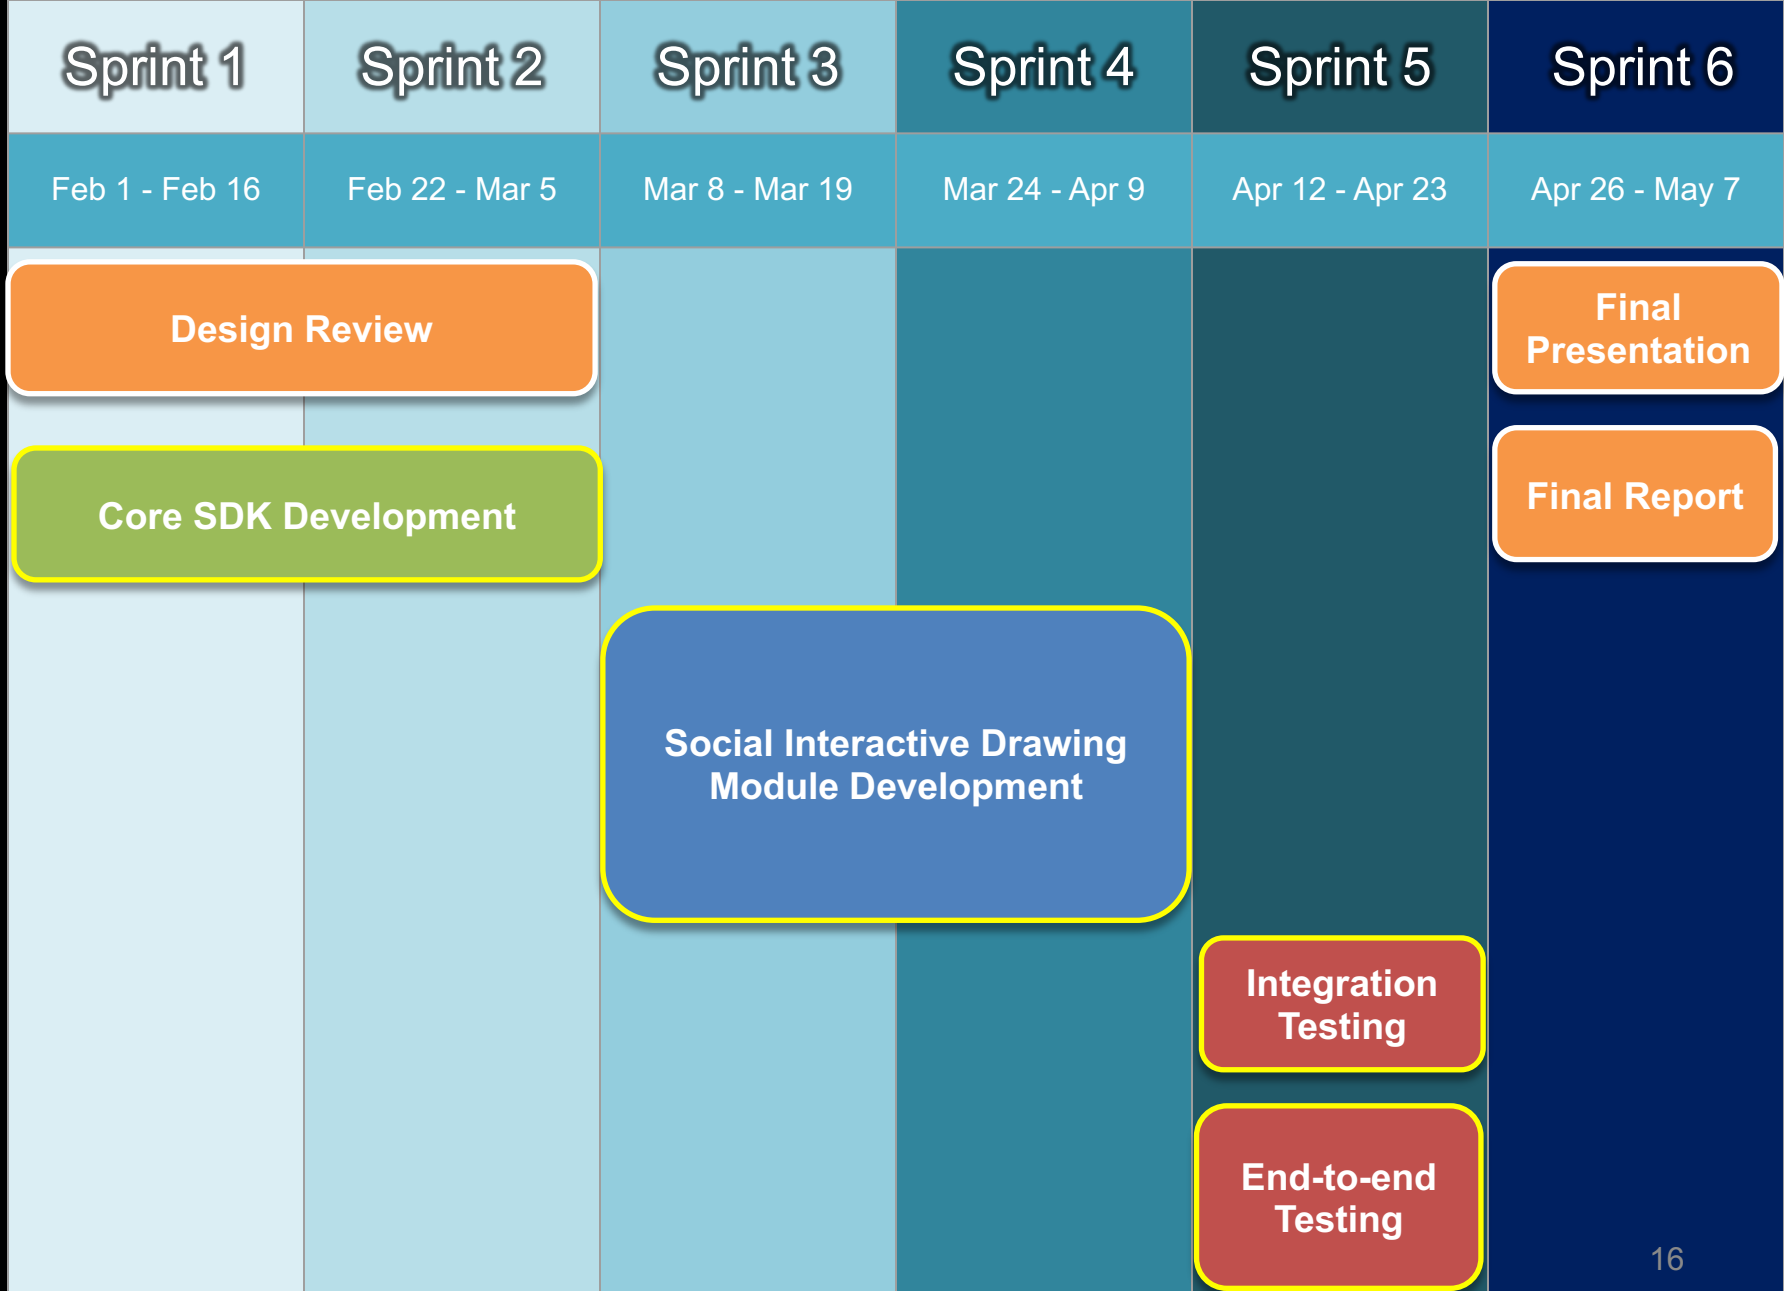 Sprint 1
Sprint 2
Sprint 3
Sprint 4
Sprint 5
Sprint 6
Feb 1 - Feb 16
Feb 22 - Mar 5
Mar 8 - Mar 19
Mar 24 - Apr 9
Apr 12 - Apr 23
Apr 26 - May 7
Design Review
Final
Presentation
Core SDK Development
Final Report
Social Interactive Drawing
Module Development
Integration
Testing
End-to-end
Testing
16